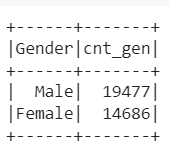 +------+-------+
|Gender|cnt_gen|
+------+-------+
|  Male|  19477|
|Female|  14686|
+------+-------+